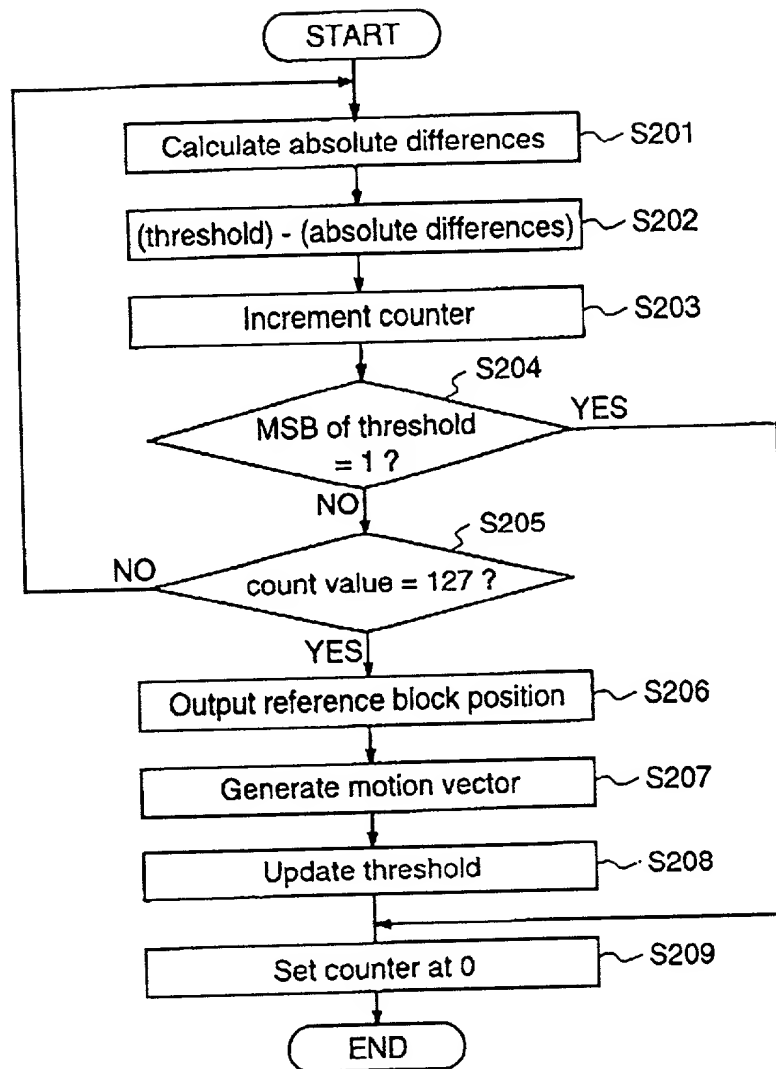 START
Calculate absolute differences
S201
(threshold) - (absolute differences)
S202
Increment counter
S203
S204
MSB of threshold
= 1 ?
YES
NO
S205
count value = 127 ?
NO
YES
Output reference block position
S206
Generate motion vector
S207
Update threshold
S208
Set counter at 0
S209
END